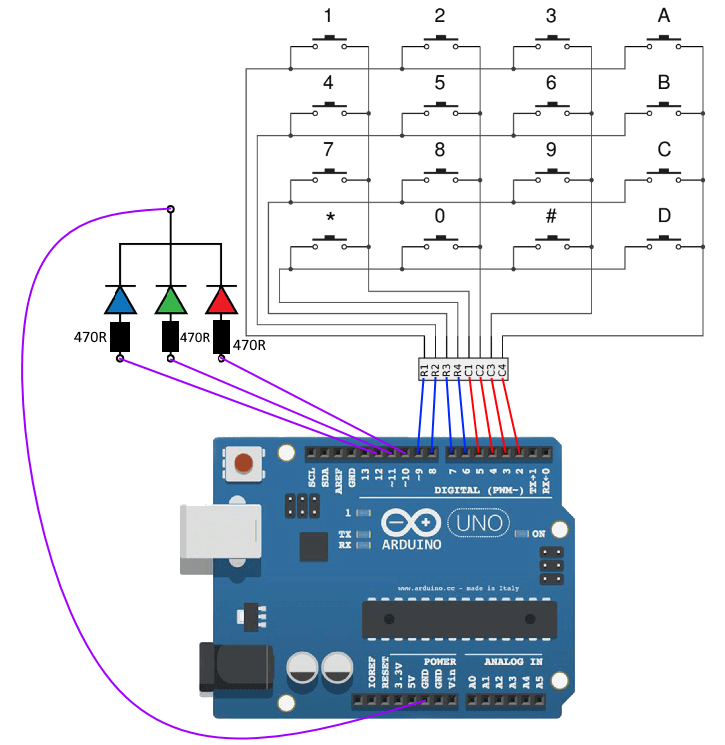 1 2 3 A
4 5 6 B
7 8 9 C
* 0 # D
470R 470R 470R
R1 R2 R3 R4 C1 C2 C3 C4
SCL SDA AREF GND 13 12 ~11 ~10 ~9 8 7 6 5 4 3 2 TX→1 RX←0
DIGITAL (PWM~)
1
TX
RX
UNO
ARDUINO
ON
www.arduino.cc - made in Italy
POWER ANALOG IN
IOREF RESET 3.3V 5V GND GND Vin A0 A1 A2 A3 A4 A5